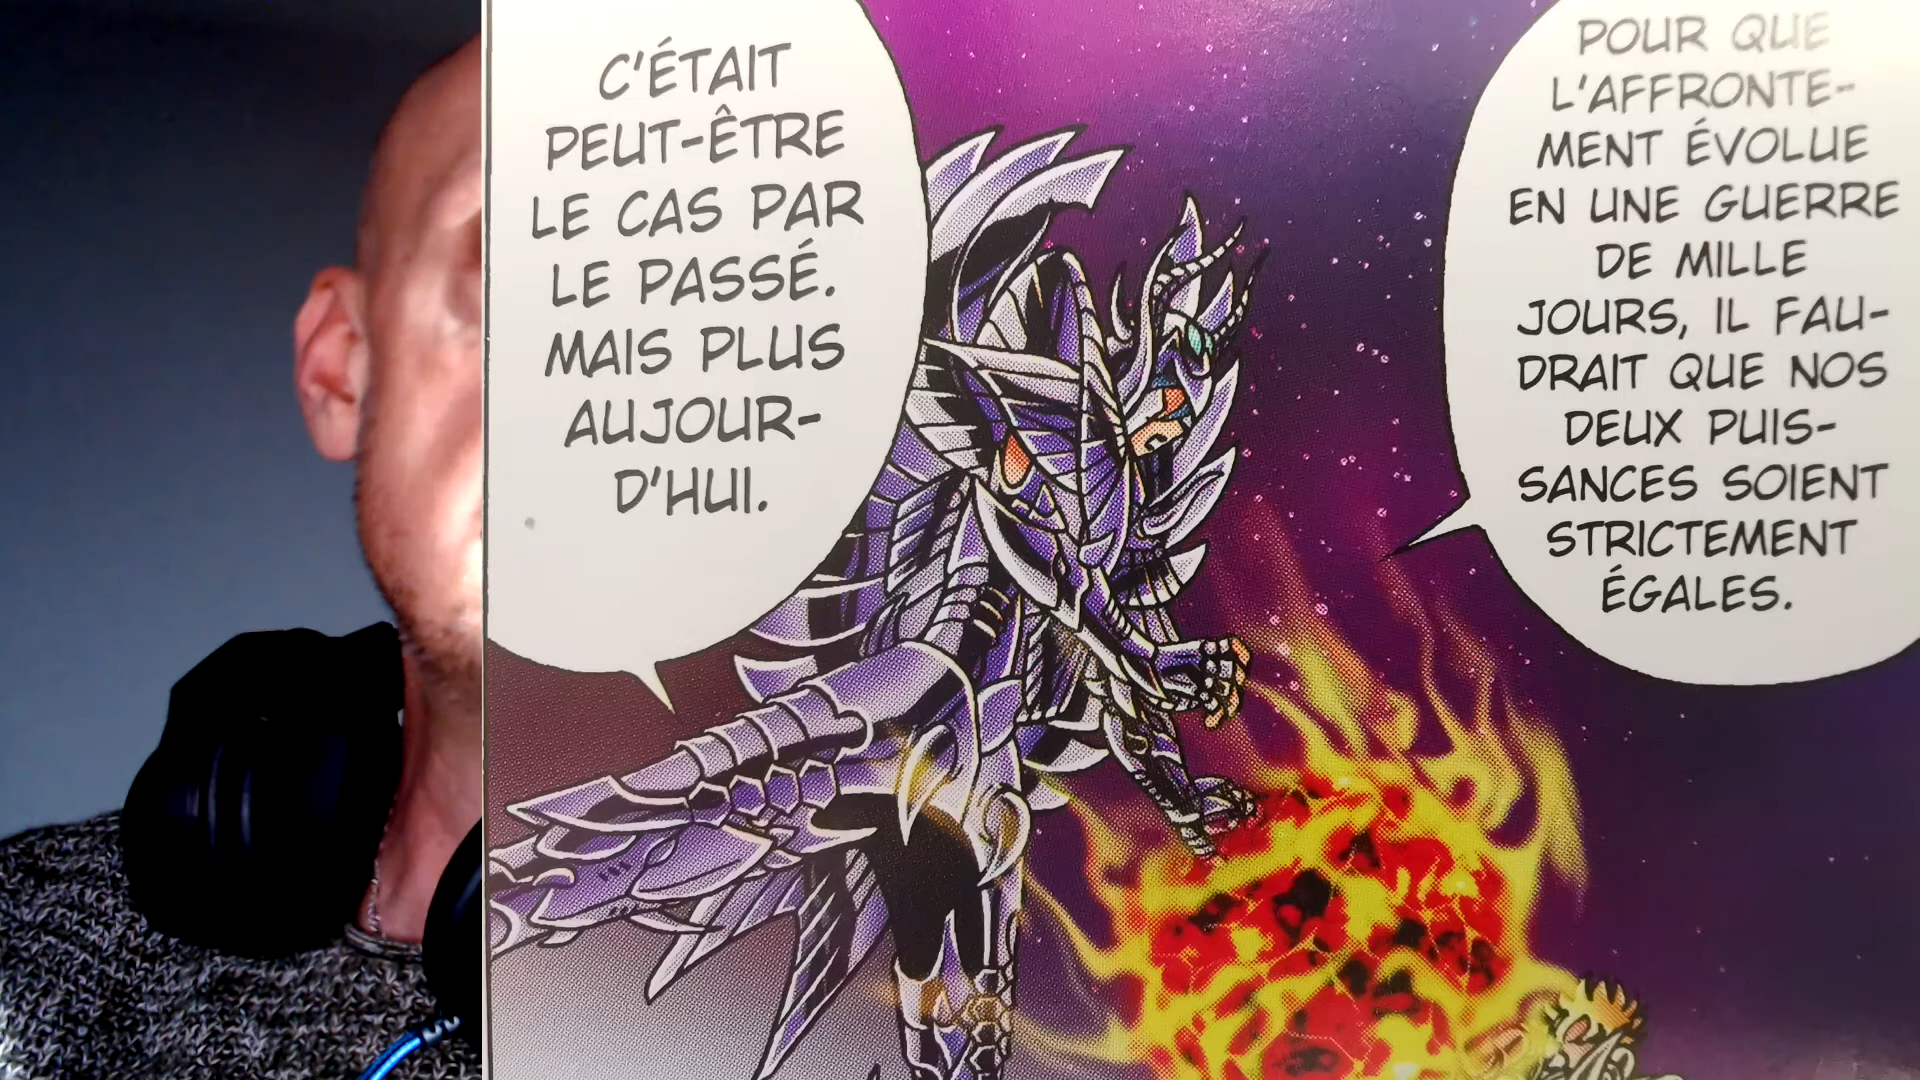 C'ÉTAIT
PEUT-ÊTRE
LE CAS PAR
LE PASSÉ.
MAIS PLUS
AUJOUR-
D'HUI.
POUR QUE
L'AFFRONTE-
MENT ÉVOLUE
EN UNE GUERRE
DE MILLE
JOURS, IL FAU-
DRAIT QUE NOS
DEUX PUIS-
SANCES SOIENT
STRICTEMENT
ÉGALES.